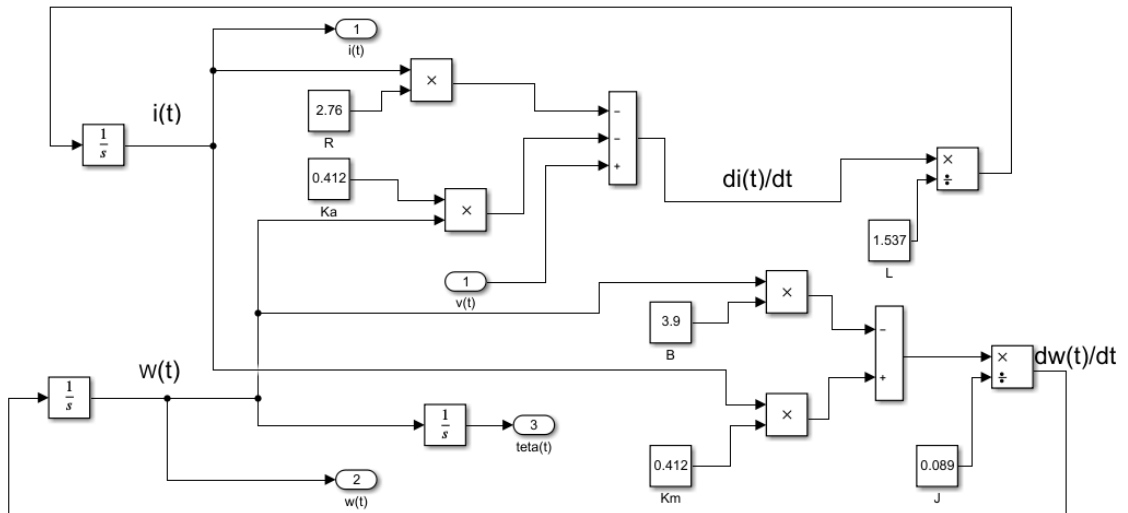 1
i(t)
i(t)
×
−
2.76
R
1
s
−
+
×
÷
di(t)/dt
0.412
Ka
×
1.537
L
1
v(t)
×
3.9
B
−
+
×
÷
dw(t)/dt
w(t)
1
s
1
s
3
teta(t)
×
0.412
Km
0.089
J
2
w(t)